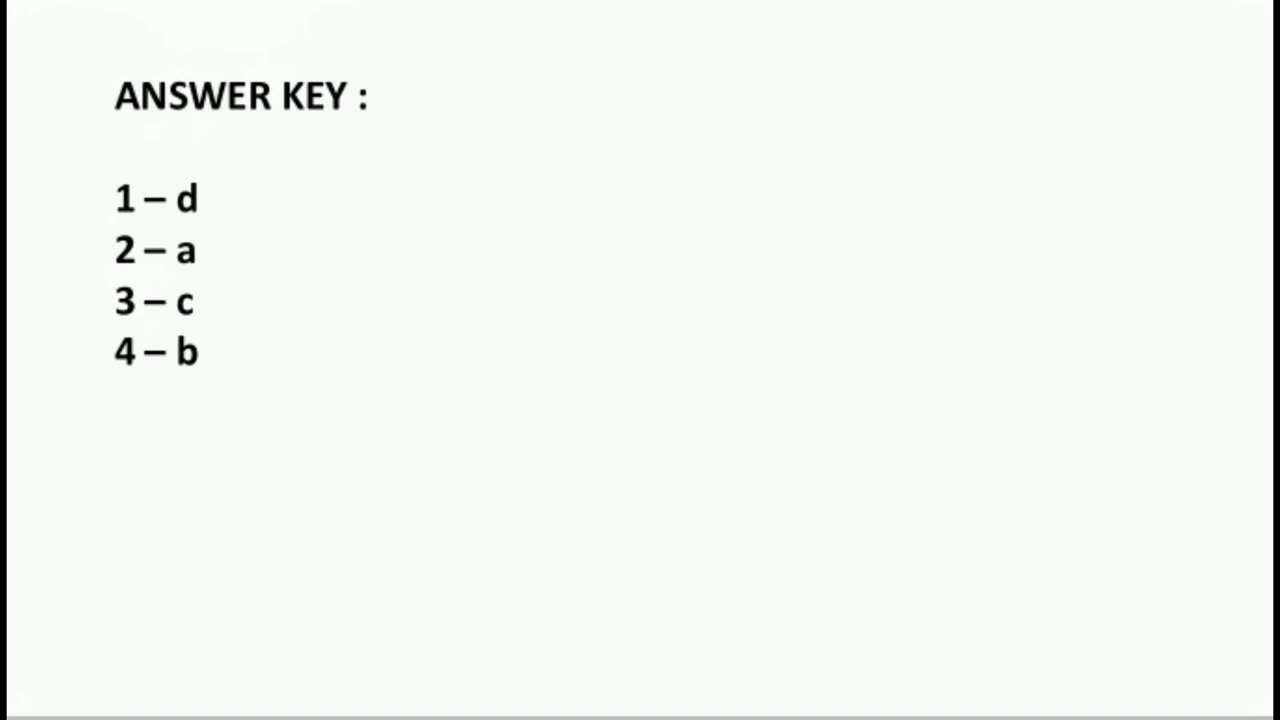 ANSWER KEY :
1 – d
2 – a
3 – c
4 – b